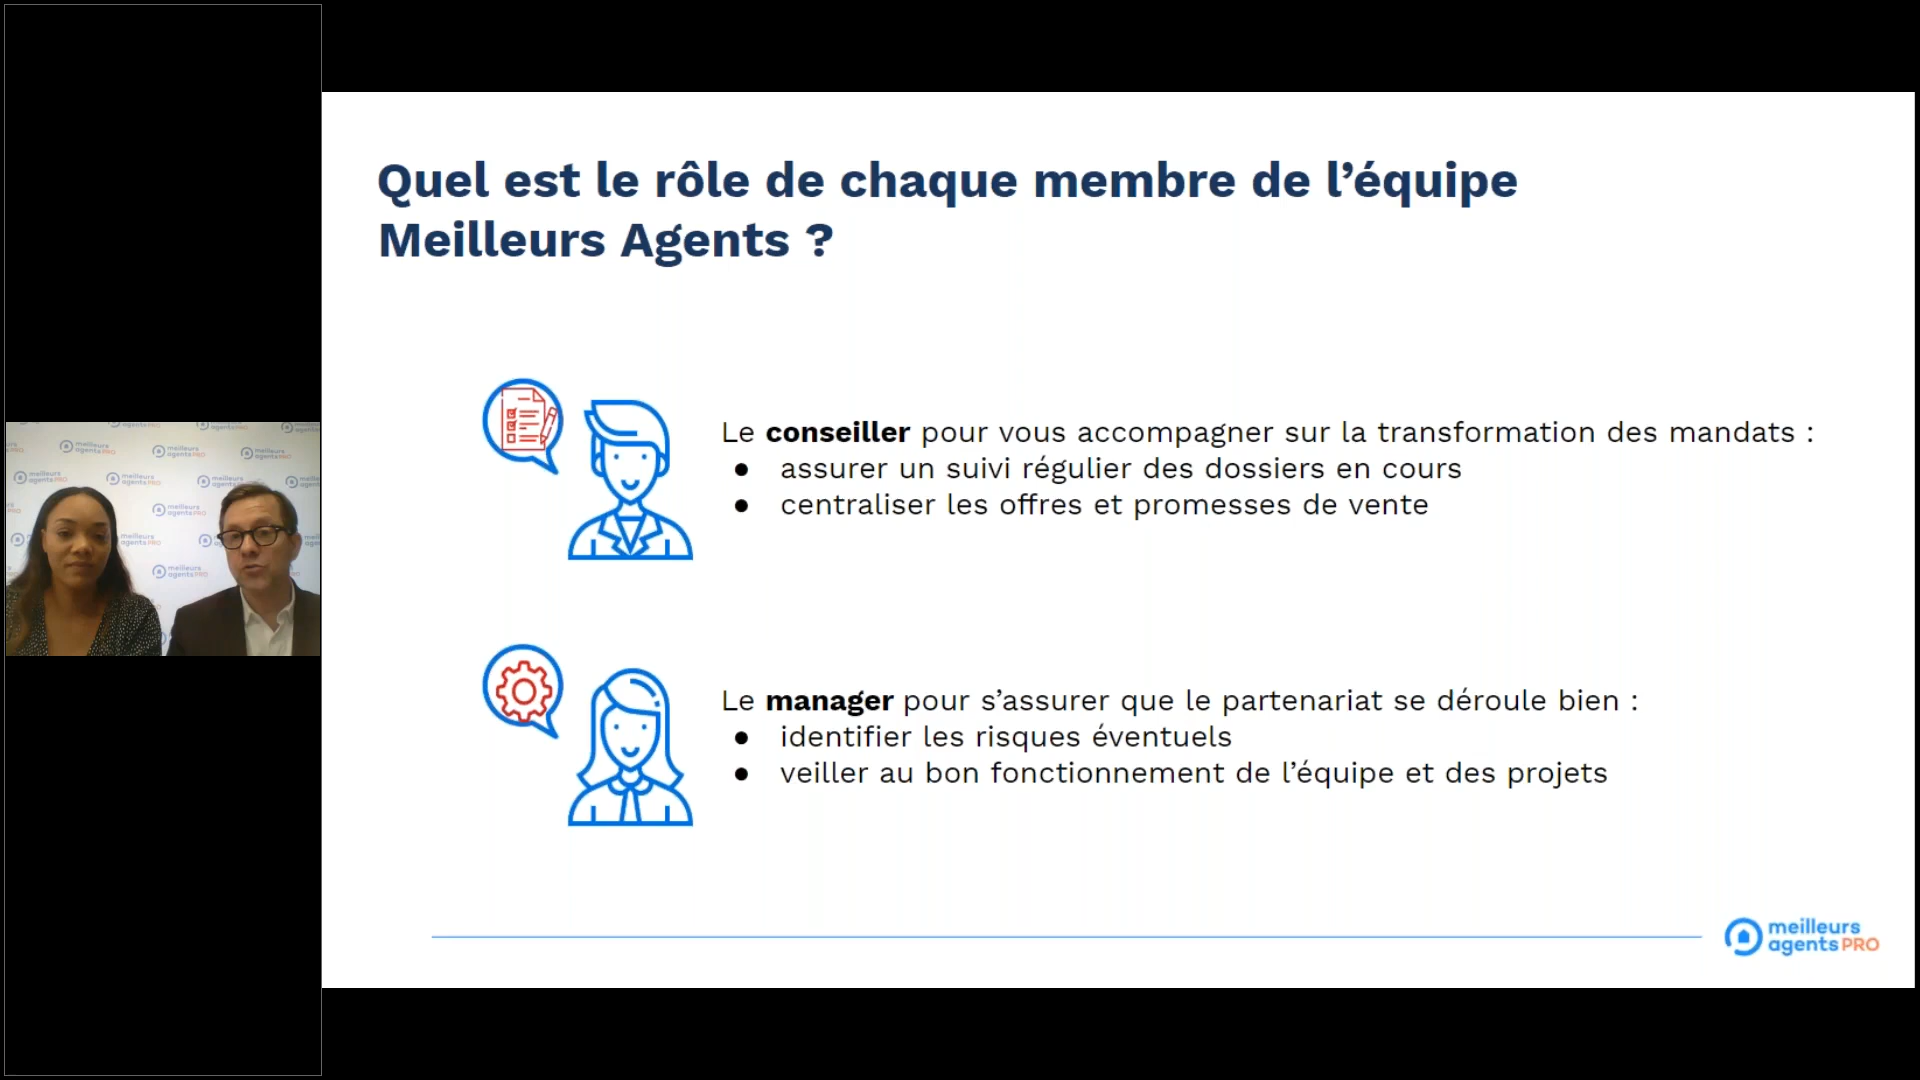 Quel est le rôle de chaque membre de l’équipe
Meilleurs Agents ?
Le conseiller pour vous accompagner sur la transformation des mandats :
● assurer un suivi régulier des dossiers en cours
● centraliser les offres et promesses de vente
Le manager pour s’assurer que le partenariat se déroule bien :
● identifier les risques éventuels
● veiller au bon fonctionnement de l’équipe et des projets
meilleurs
agents PRO